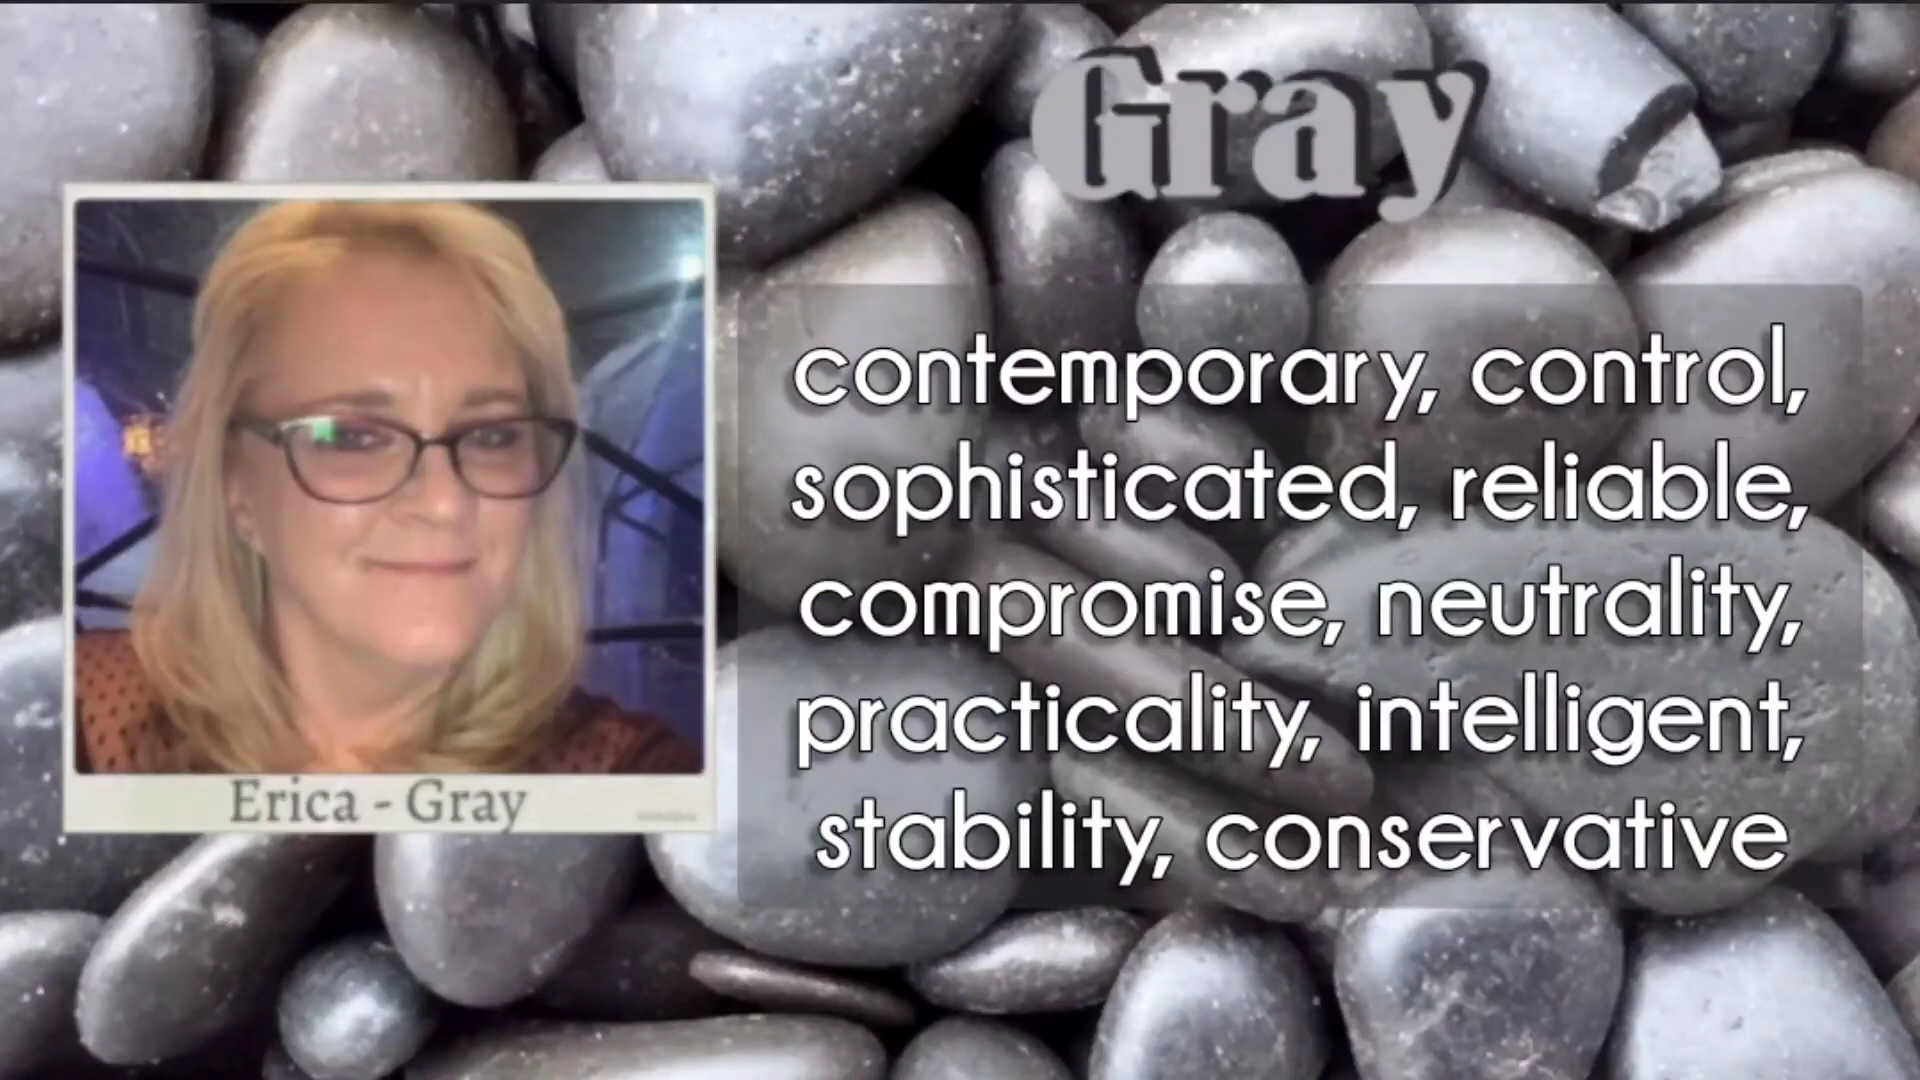 Gray
Erica - Gray
contemporary, control,
sophisticated, reliable,
compromise, neutrality,
practicality, intelligent,
stability, conservative